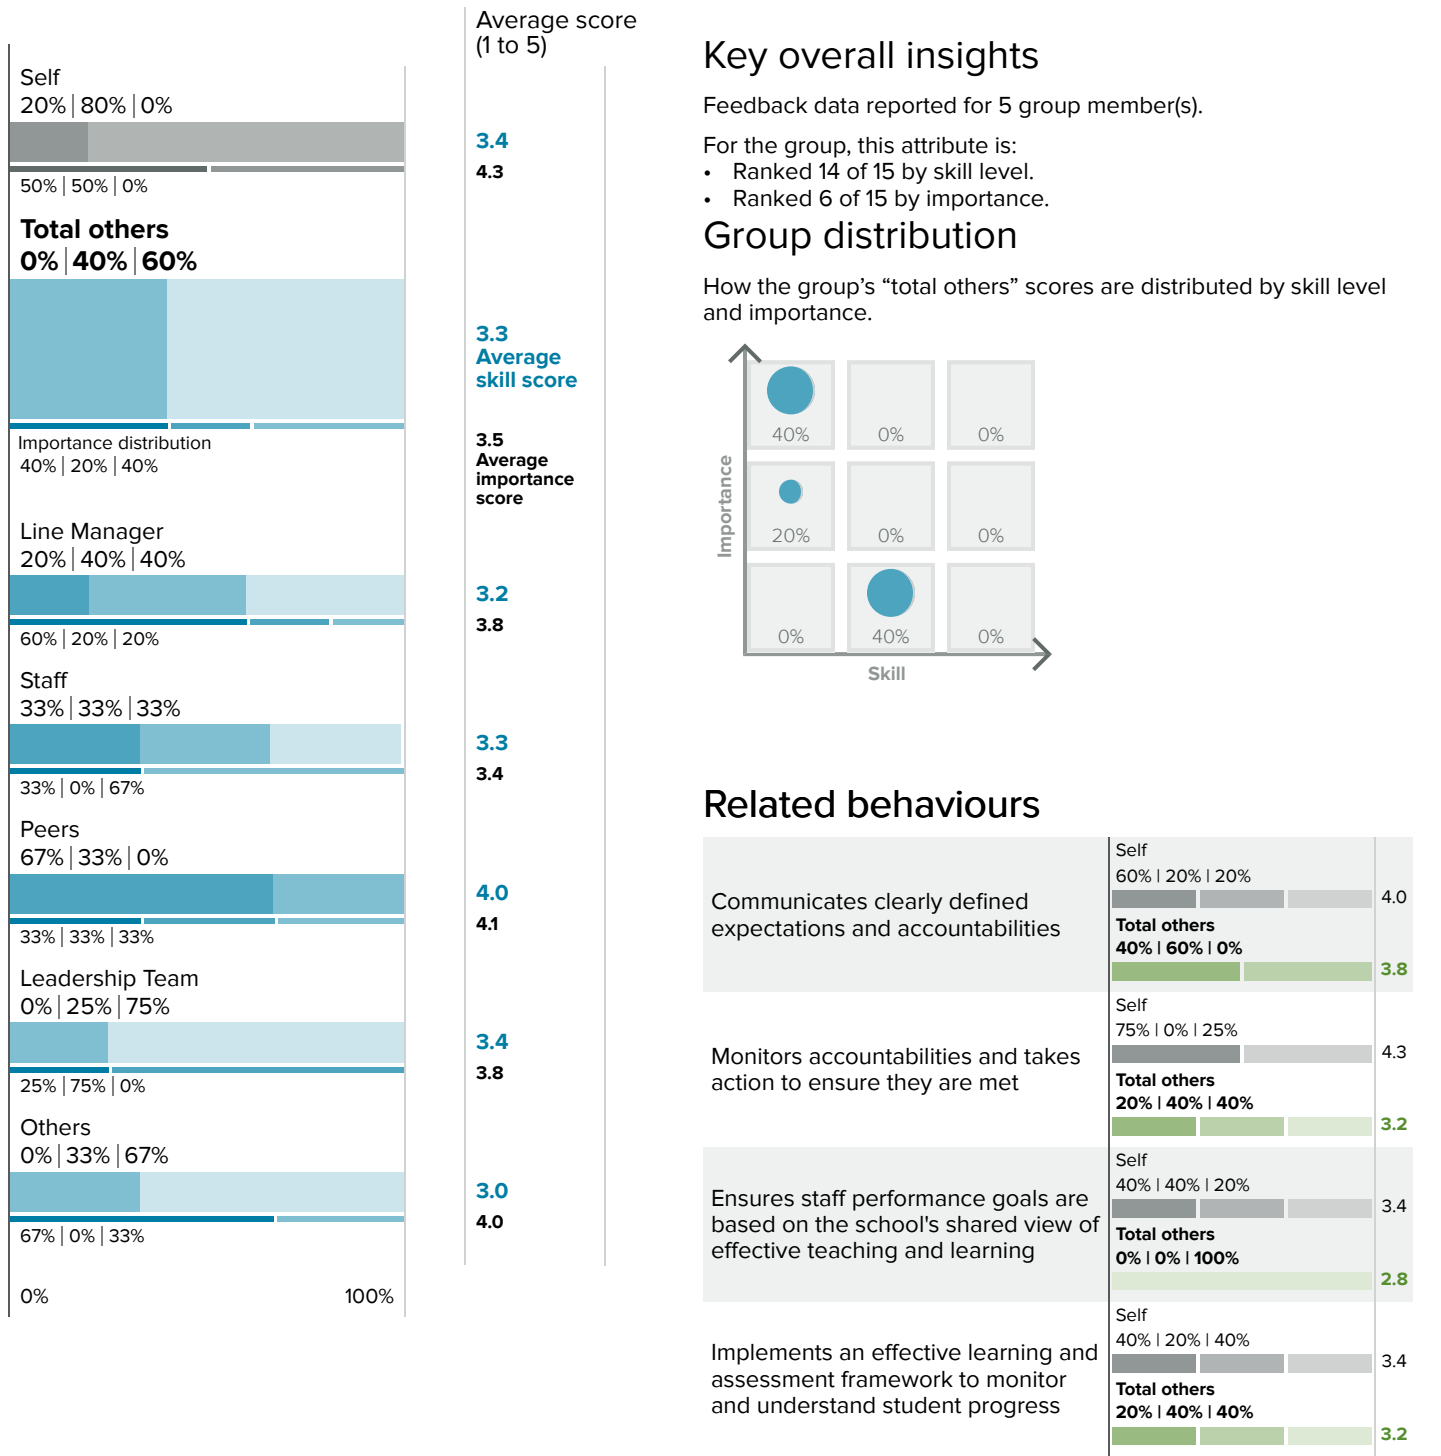 Average score
(1 to 5)
Self
20% | 80% | 0%
3.4
4.3
50% | 50% | 0%
Total others
0% | 40% | 60%
3.3
Average
skill score
Importance distribution
40% | 20% | 40%
3.5
Average
importance
score
Line Manager
20% | 40% | 40%
3.2
3.8
60% | 20% | 20%
Staff
33% | 33% | 33%
3.3
3.4
33% | 0% | 67%
Peers
67% | 33% | 0%
4.0
4.1
33% | 33% | 33%
Leadership Team
0% | 25% | 75%
3.4
3.8
25% | 75% | 0%
Others
0% | 33% | 67%
3.0
4.0
67% | 0% | 33%
0% 100%
Key overall insights
Feedback data reported for 5 group member(s).
For the group, this attribute is:
• Ranked 14 of 15 by skill level.
• Ranked 6 of 15 by importance.
Group distribution
How the group's “total others” scores are distributed by skill level
and importance.
Importance
40% 0% 0%
20% 0% 0%
0% 40% 0%
Skill
Related behaviours
Communicates clearly defined
expectations and accountabilities
Self
60% | 20% | 20%
4.0
Total others
40% | 60% | 0%
3.8
Monitors accountabilities and takes
action to ensure they are met
Self
75% | 0% | 25%
4.3
Total others
20% | 40% | 40%
3.2
Ensures staff performance goals are
based on the school's shared view of
effective teaching and learning
Self
40% | 40% | 20%
3.4
Total others
0% | 0% | 100%
2.8
Implements an effective learning and
assessment framework to monitor
and understand student progress
Self
40% | 20% | 40%
3.4
Total others
20% | 40% | 40%
3.2